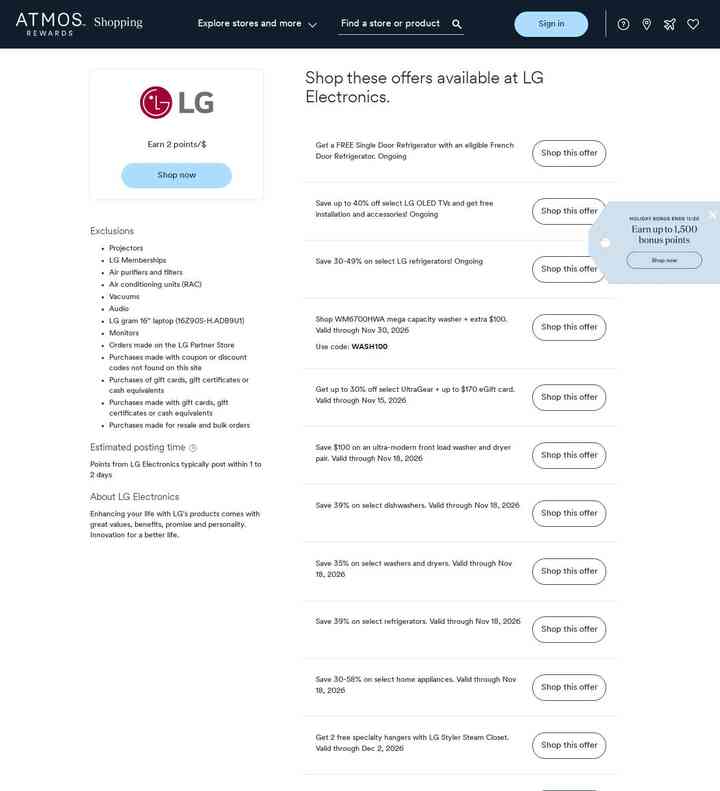 ATMOS™ Shopping
REWARDS
Explore stores and more
Find a store or product
Sign in
LG
Earn 2 points/$
Shop now
Exclusions
• Projectors
• LG Memberships
• Air purifiers and filters
• Air conditioning units (RAC)
• Vacuums
• Audio
• LG gram 16" laptop (16Z90S-H.ADB9U1)
• Monitors
• Orders made on the LG Partner Store
• Purchases made with coupon or discount
codes not found on this site
• Purchases of gift cards, gift certificates or
cash equivalents
• Purchases made with gift cards, gift
certificates or cash equivalents
• Purchases made for resale and bulk orders
Estimated posting time
Points from LG Electronics typically post within 1 to
2 days
About LG Electronics
Enhancing your life with LG's products comes with
great values, benefits, promise and personality.
Innovation for a better life.
Shop these offers available at LG
Electronics.
Get a FREE Single Door Refrigerator with an eligible French
Door Refrigerator. Ongoing
Shop this offer
Save up to 40% off select LG OLED TVs and get free
installation and accessories! Ongoing
Shop this offer
Save 30-49% on select LG refrigerators! Ongoing
Shop this offer
HOLIDAY BONUS ENDS 11/20
Earn up to 1,500
bonus points
Shop now
Shop WM6700HWA mega capacity washer + extra $100.
Valid through Nov 30, 2026
Use code: WASH100
Shop this offer
Get up to 30% off select UltraGear + up to $170 eGift card.
Valid through Nov 15, 2026
Shop this offer
Save $100 on an ultra-modern front load washer and dryer
pair. Valid through Nov 18, 2026
Shop this offer
Save 39% on select dishwashers. Valid through Nov 18, 2026
Shop this offer
Save 35% on select washers and dryers. Valid through Nov
18, 2026
Shop this offer
Save 39% on select refrigerators. Valid through Nov 18, 2026
Shop this offer
Save 30-58% on select home appliances. Valid through Nov
18, 2026
Shop this offer
Get 2 free specialty hangers with LG Styler Steam Closet.
Valid through Dec 2, 2026
Shop this offer